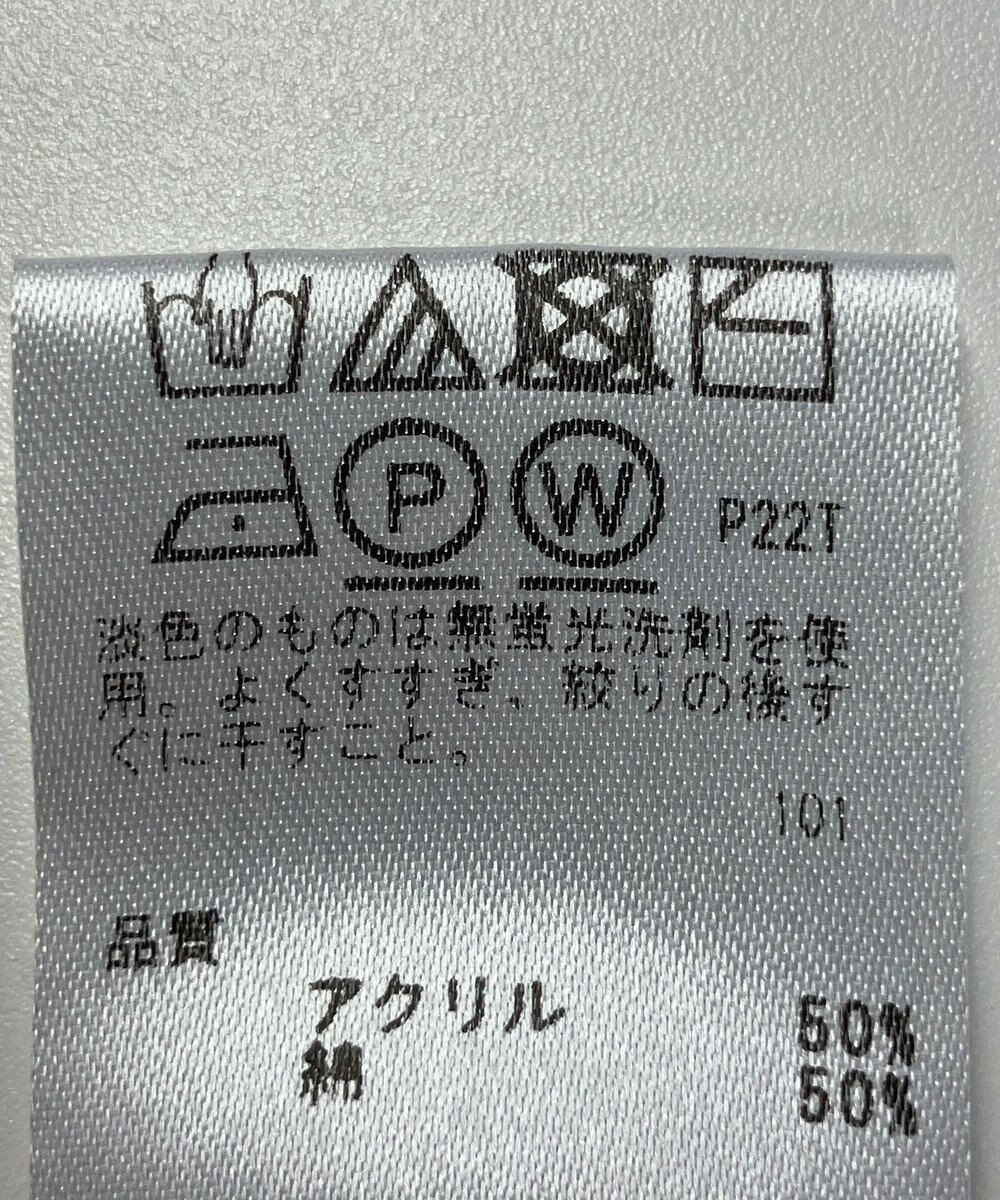 P W P22T
淡色のものは無蛍光洗剤を使
用。よくすすぎ、絞りの後す
ぐに干すこと。
101
品質
アクリル 50%
綿 50%